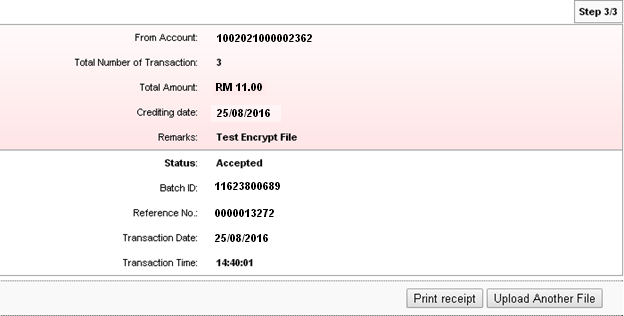 Step 3/3
From Account: 1002021000002362
Total Number of Transaction: 3
Total Amount: RM 11.00
Crediting date: 25/08/2016
Remarks: Test Encrypt File
Status: Accepted
Batch ID: 11623800689
Reference No.: 0000013272
Transaction Date: 25/08/2016
Transaction Time: 14:40:01
Print receipt Upload Another File